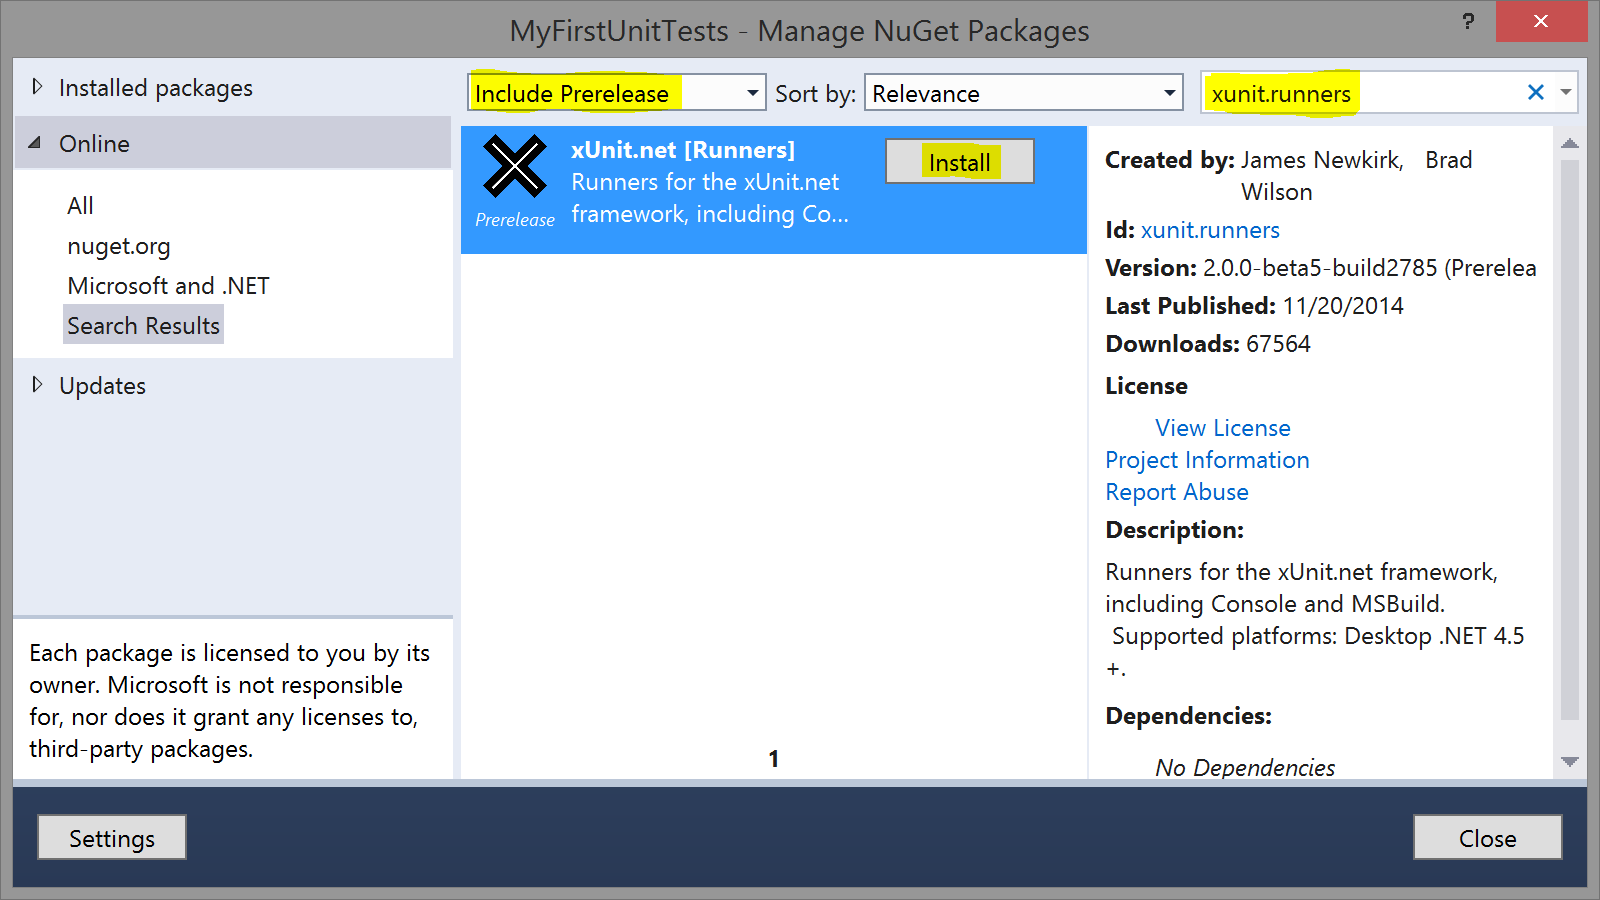 MyFirstUnitTests - Manage NuGet Packages
?
Installed packages
Online
All
nuget.org
Microsoft and .NET
Search Results
Updates
Each package is licensed to you by its
owner. Microsoft is not responsible
for, nor does it grant any licenses to,
third-party packages.
Include Prerelease
Sort by: Relevance
xunit.runners
xUnit.net [Runners]
Runners for the xUnit.net
framework, including Co...
Prerelease
Install
1
Created by: James Newkirk, Brad
Wilson
Id: xunit.runners
Version: 2.0.0-beta5-build2785 (Prerelea
Last Published: 11/20/2014
Downloads: 67564
License
View License
Project Information
Report Abuse
Description:
Runners for the xUnit.net framework,
including Console and MSBuild.
Supported platforms: Desktop .NET 4.5
+.
Dependencies:
No Dependencies
Settings
Close